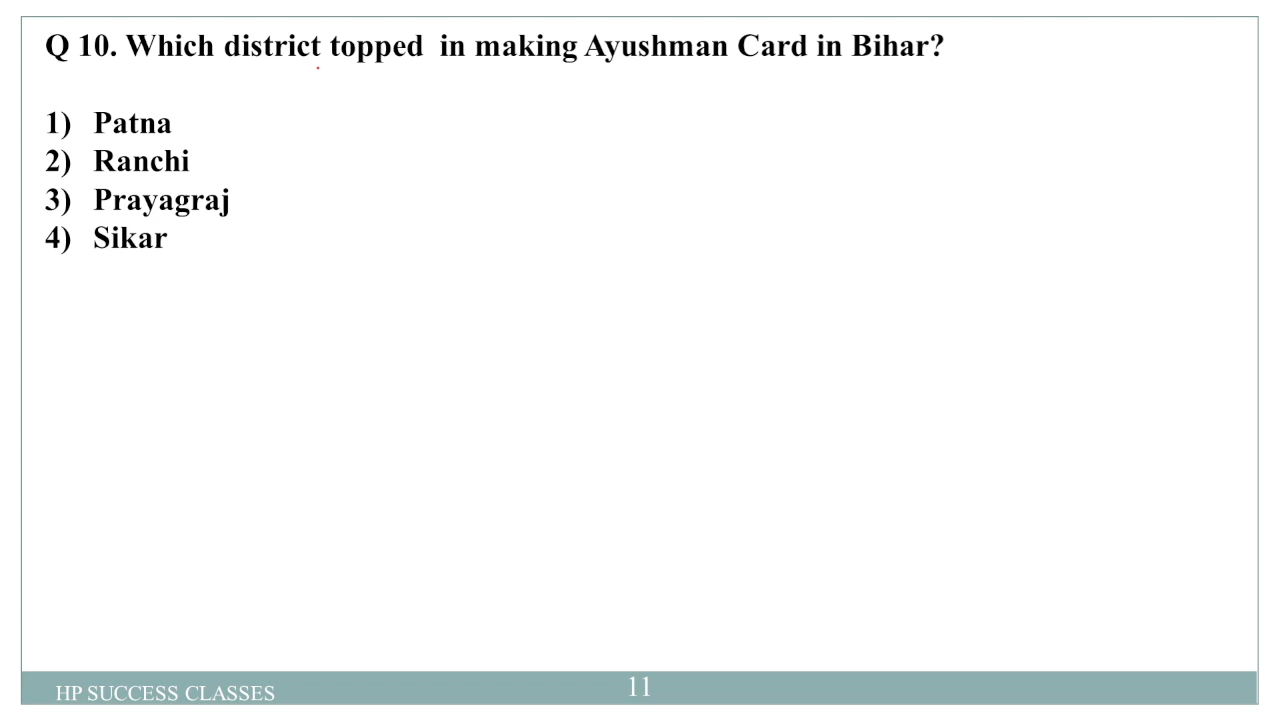 Q 10. Which district topped in making Ayushman Card in Bihar?
1) Patna
2) Ranchi
3) Prayagraj
4) Sikar
HP SUCCESS CLASSES
11